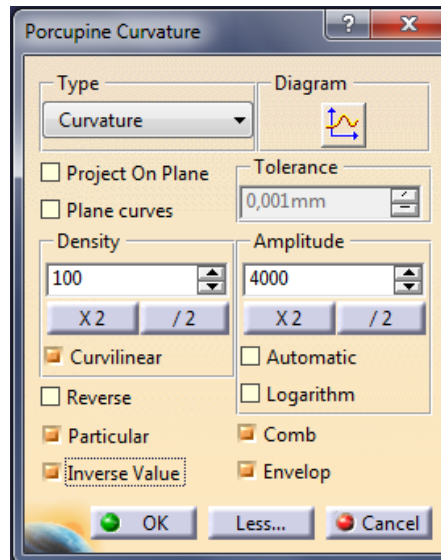 Porcupine Curvature
?
X
Type
Curvature
Diagram
Project On Plane
Plane curves
Tolerance
0,001mm
Density
100
X 2
/ 2
Curvilinear
Amplitude
4000
X 2
/ 2
Automatic
Logarithm
Reverse
Particular
Inverse Value
Comb
Envelop
OK
Less...
Cancel